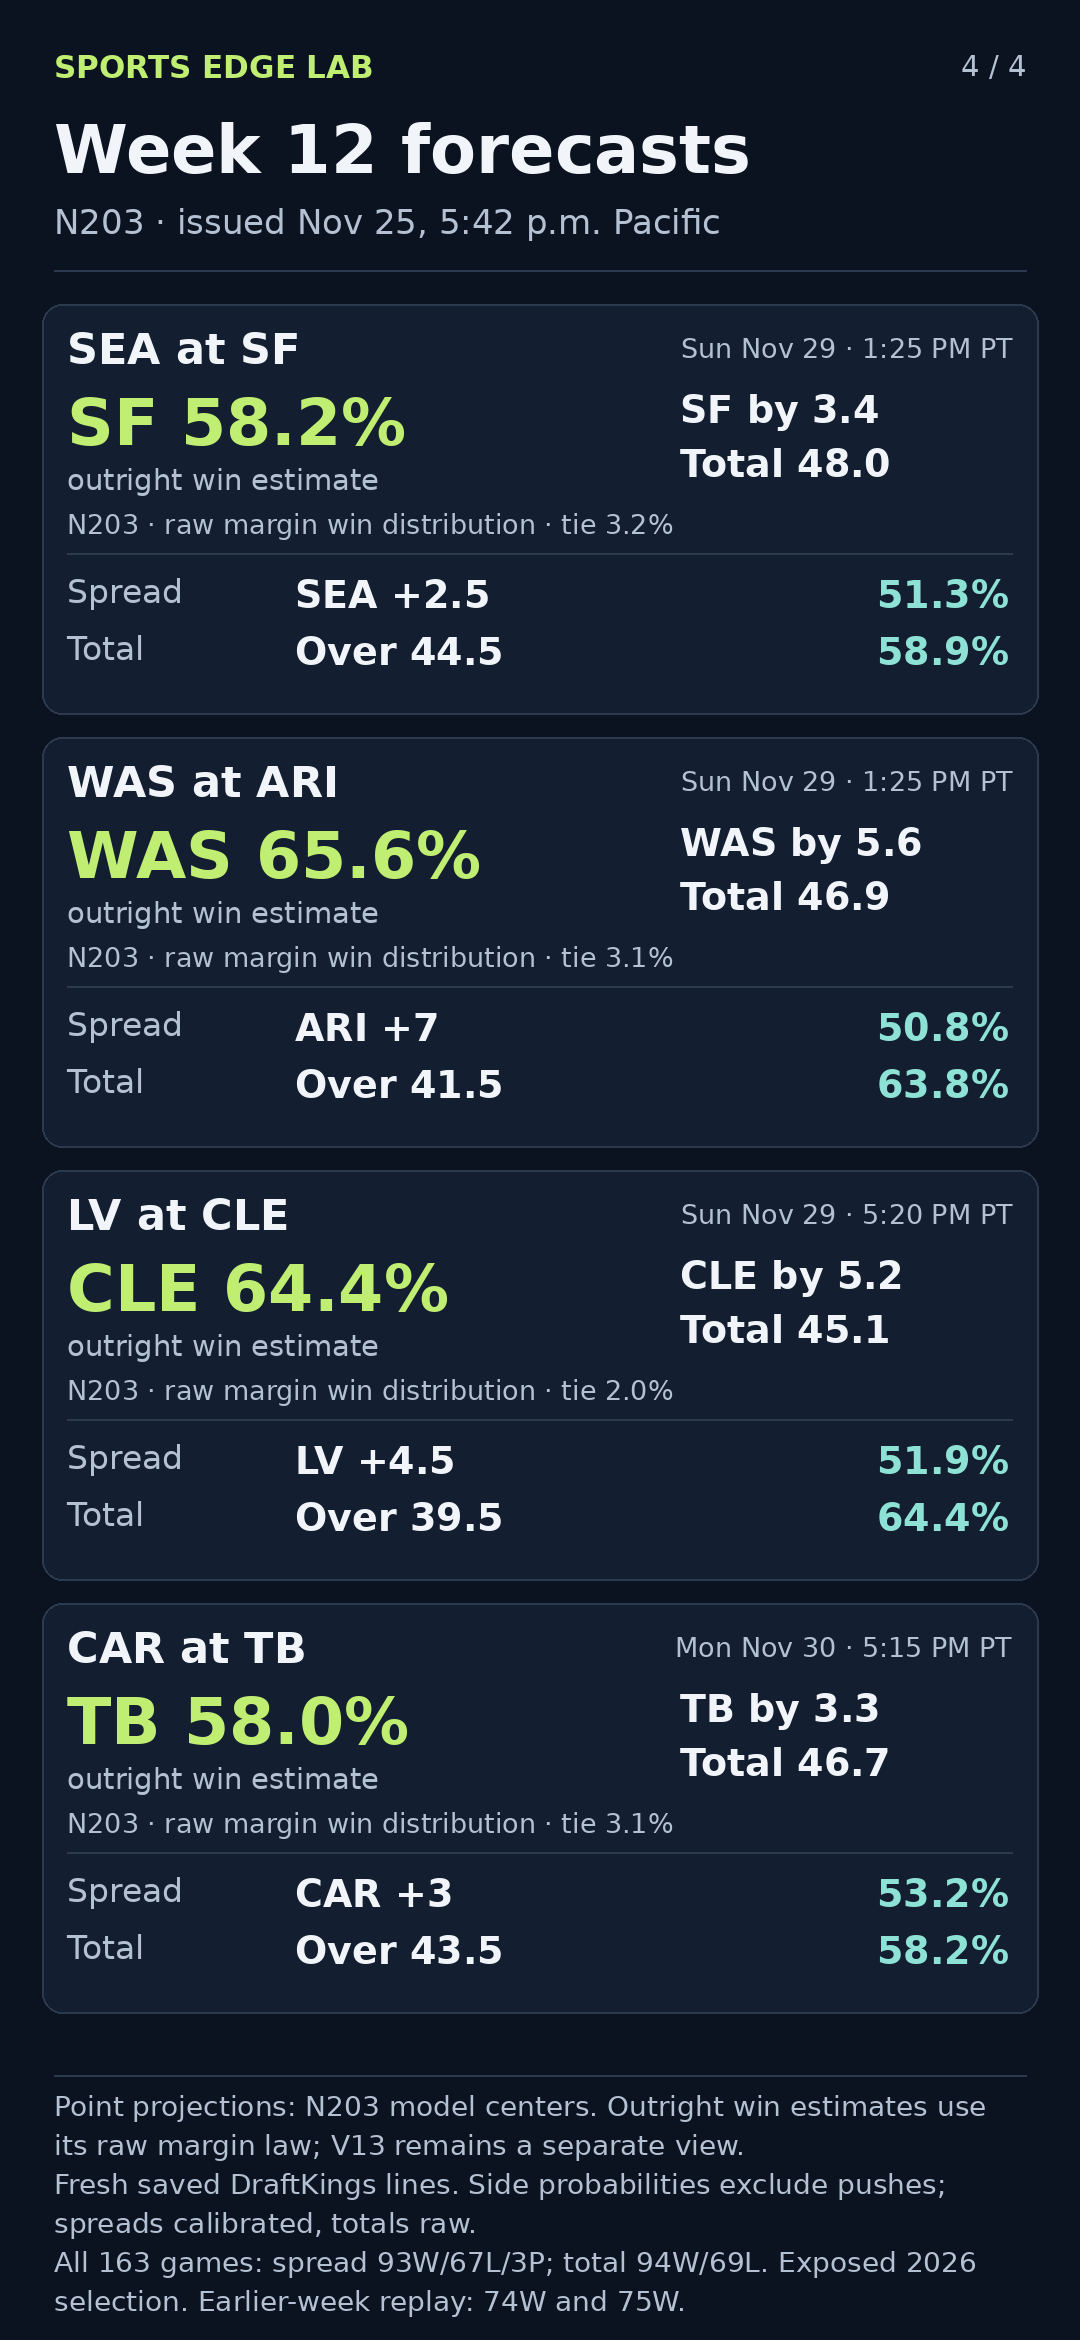 SPORTS EDGE LAB
4 / 4
Week 12 forecasts
N203 · issued Nov 25, 5:42 p.m. Pacific
SEA at SF
Sun Nov 29 · 1:25 PM PT
SF 58.2%
SF by 3.4
Total 48.0
outright win estimate
N203 · raw margin win distribution · tie 3.2%
Spread SEA +2.5 51.3%
Total Over 44.5 58.9%
WAS at ARI
Sun Nov 29 · 1:25 PM PT
WAS 65.6%
WAS by 5.6
Total 46.9
outright win estimate
N203 · raw margin win distribution · tie 3.1%
Spread ARI +7 50.8%
Total Over 41.5 63.8%
LV at CLE
Sun Nov 29 · 5:20 PM PT
CLE 64.4%
CLE by 5.2
Total 45.1
outright win estimate
N203 · raw margin win distribution · tie 2.0%
Spread LV +4.5 51.9%
Total Over 39.5 64.4%
CAR at TB
Mon Nov 30 · 5:15 PM PT
TB 58.0%
TB by 3.3
Total 46.7
outright win estimate
N203 · raw margin win distribution · tie 3.1%
Spread CAR +3 53.2%
Total Over 43.5 58.2%
Point projections: N203 model centers. Outright win estimates use
its raw margin law; V13 remains a separate view.
Fresh saved DraftKings lines. Side probabilities exclude pushes;
spreads calibrated, totals raw.
All 163 games: spread 93W/67L/3P; total 94W/69L. Exposed 2026
selection. Earlier-week replay: 74W and 75W.